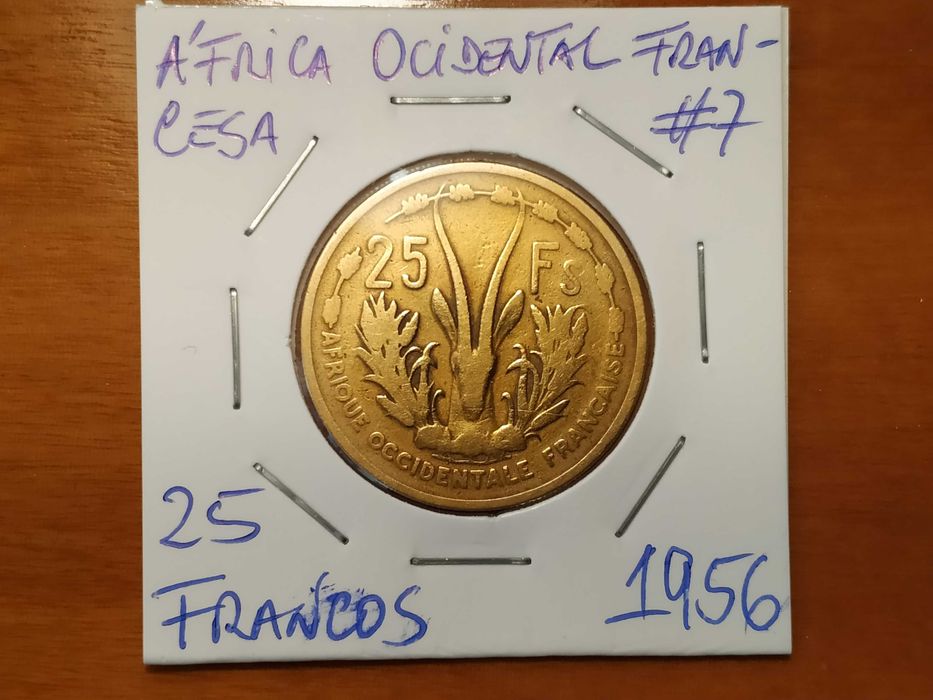 ÁFRICA OCIDENTAL FRAN-
CESA #7
25 Fs
AFRIQUE OCCIDENTALE FRANÇAISE
25
FRANCOS 1956